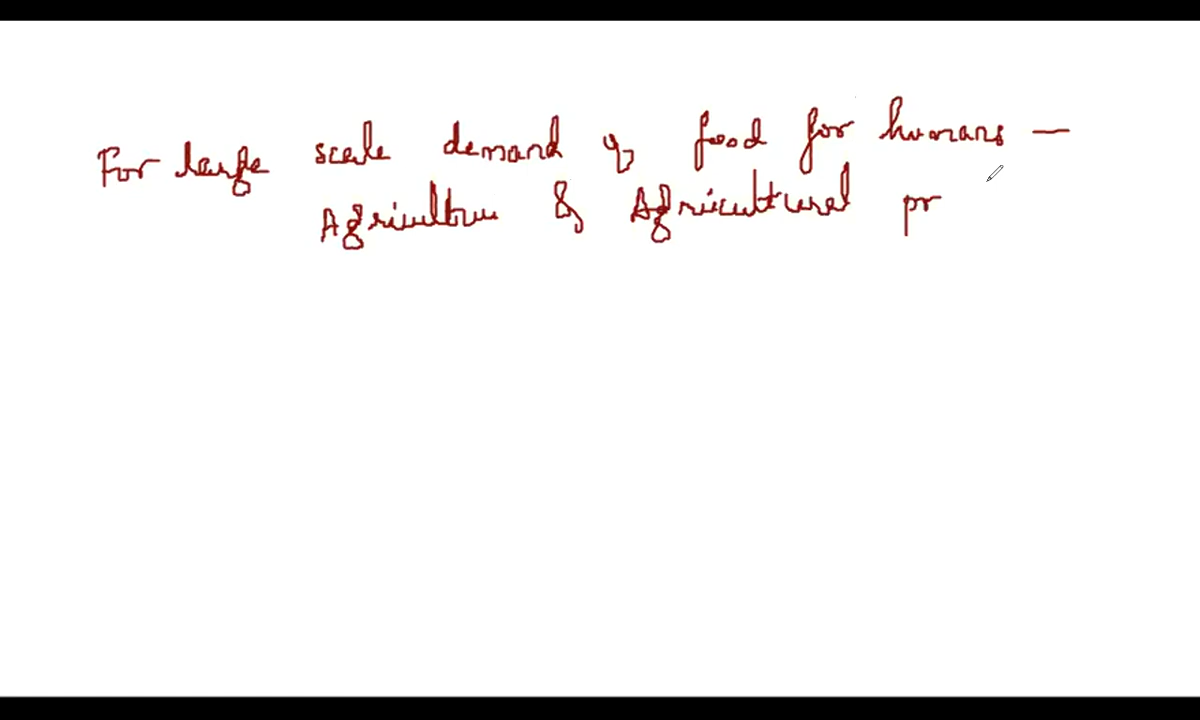 For large scale demand of food for humans —
Agriculture & Agricultural pr